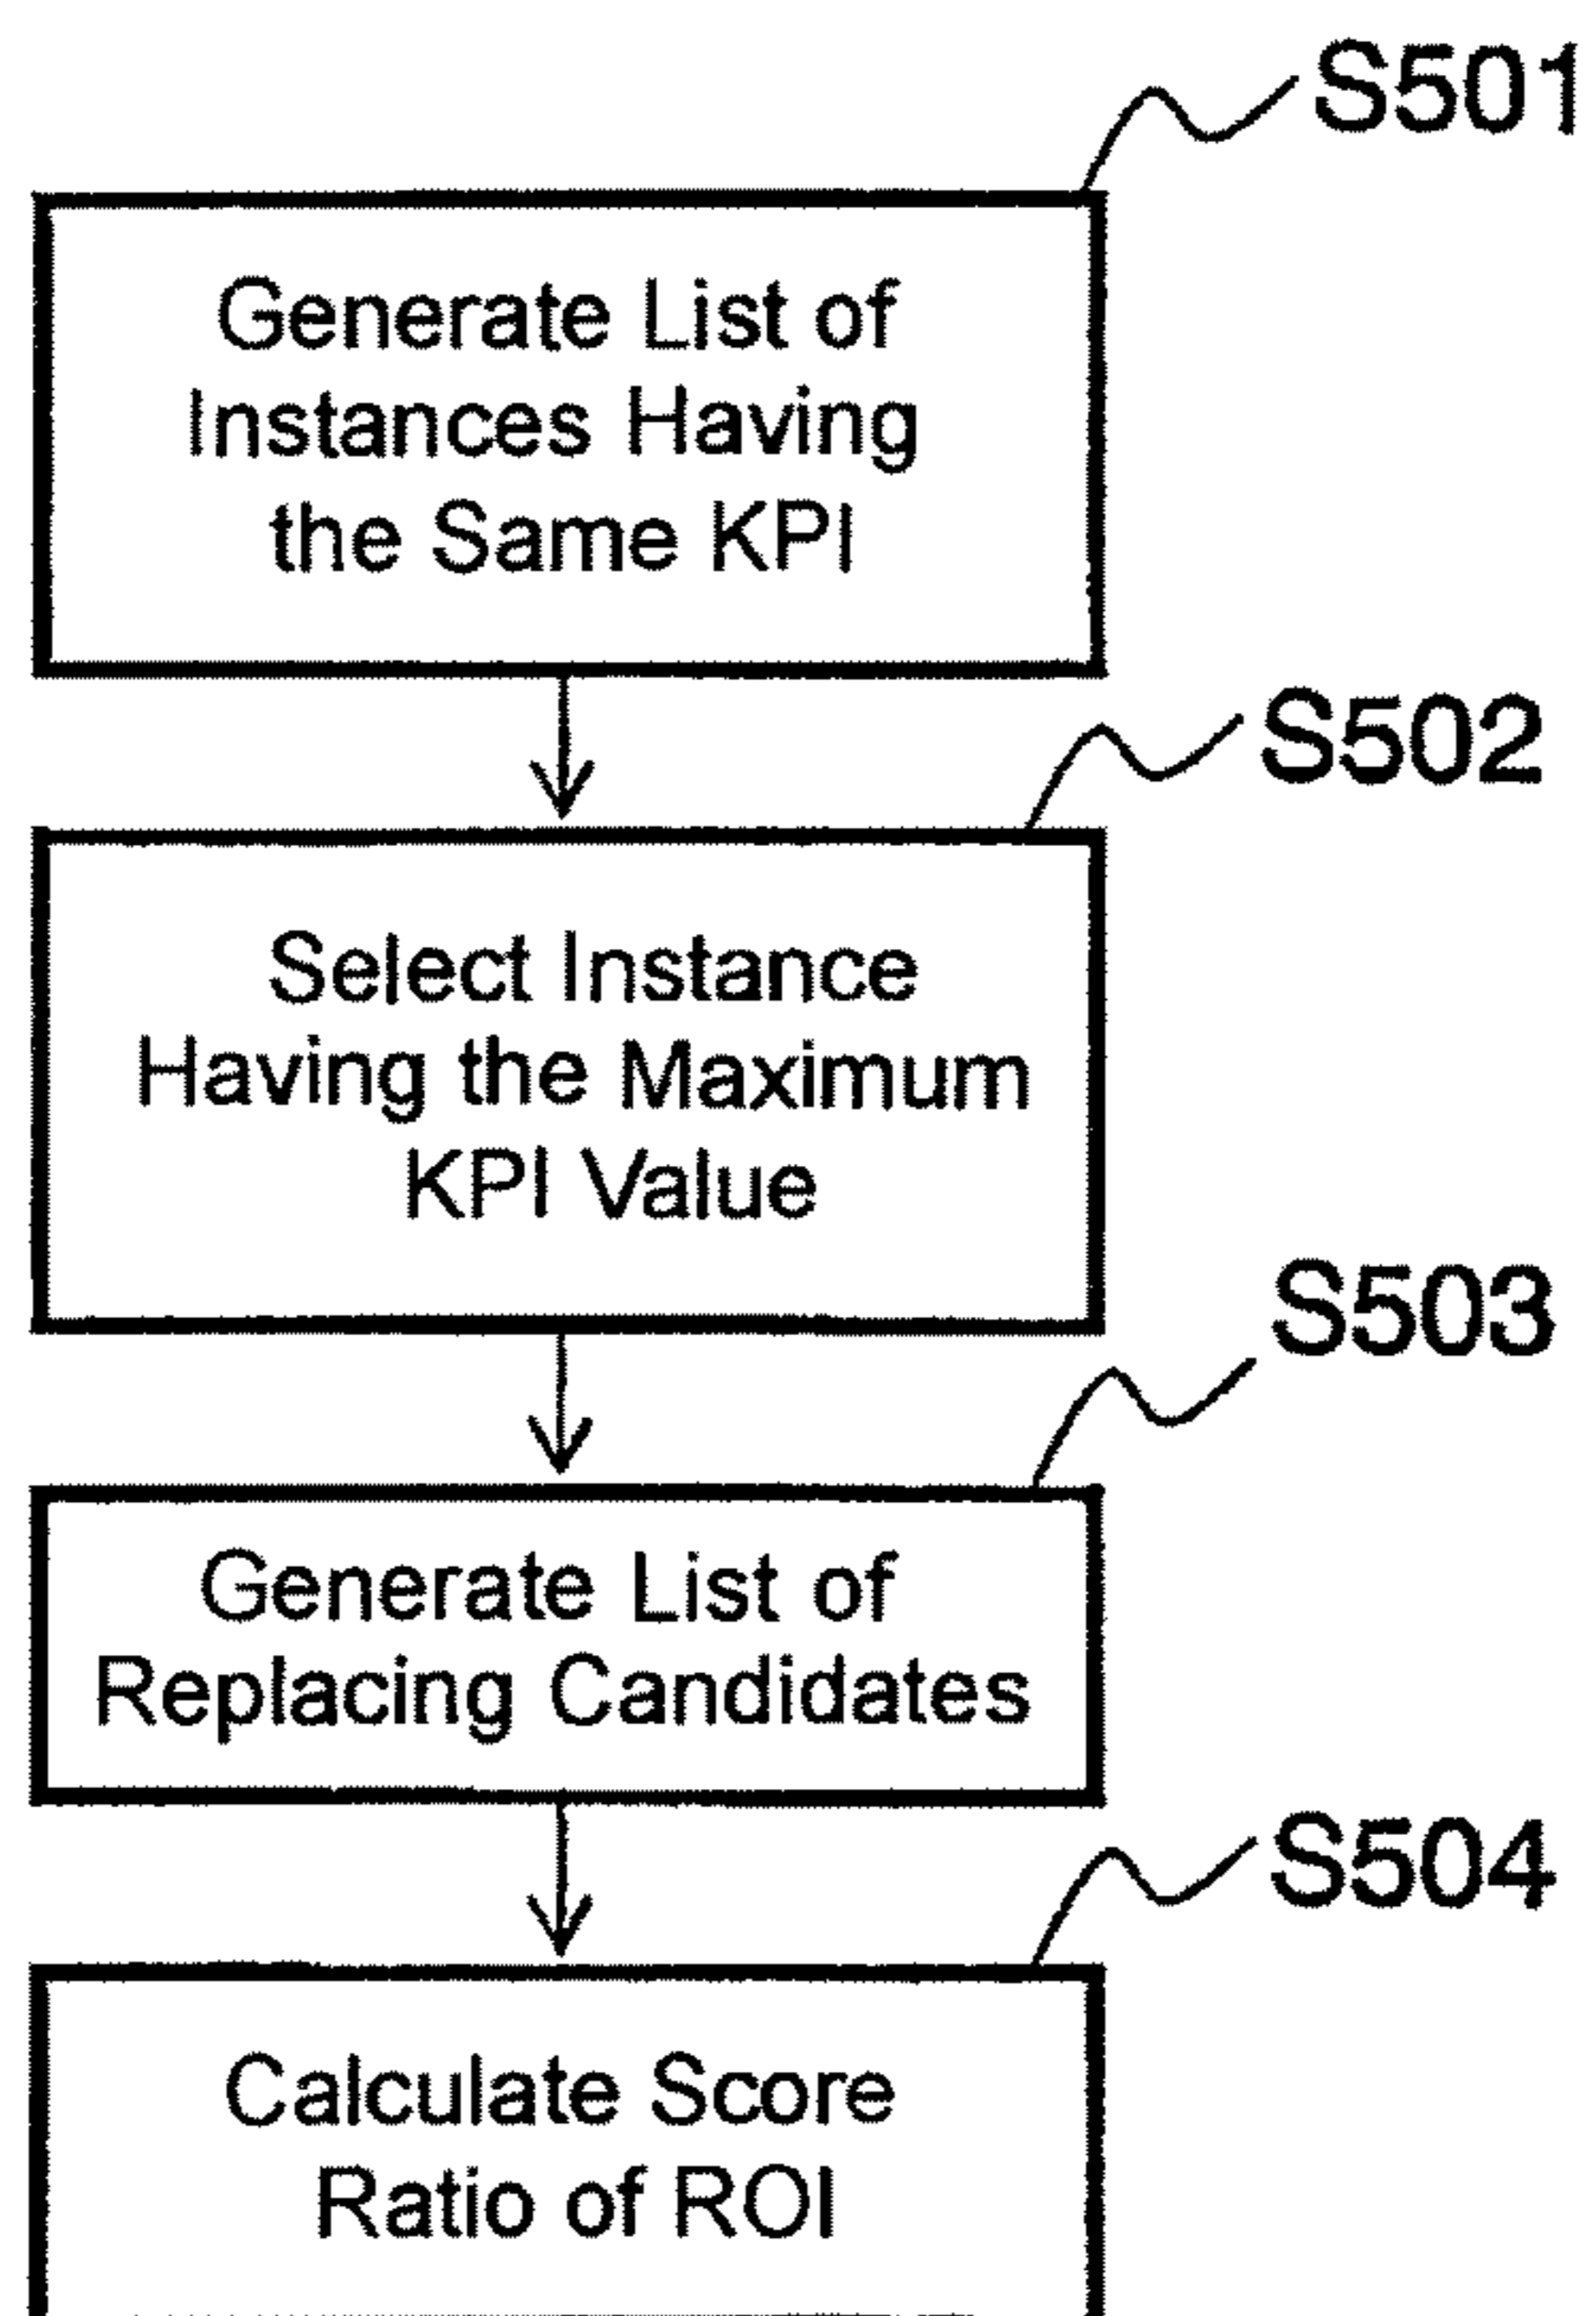 S501
Generate List of
Instances Having
the Same KPI
S502
Select Instance
Having the Maximum
KPI Value
S503
Generate List of
Replacing Candidates
S504
Calculate Score
Ratio of ROI